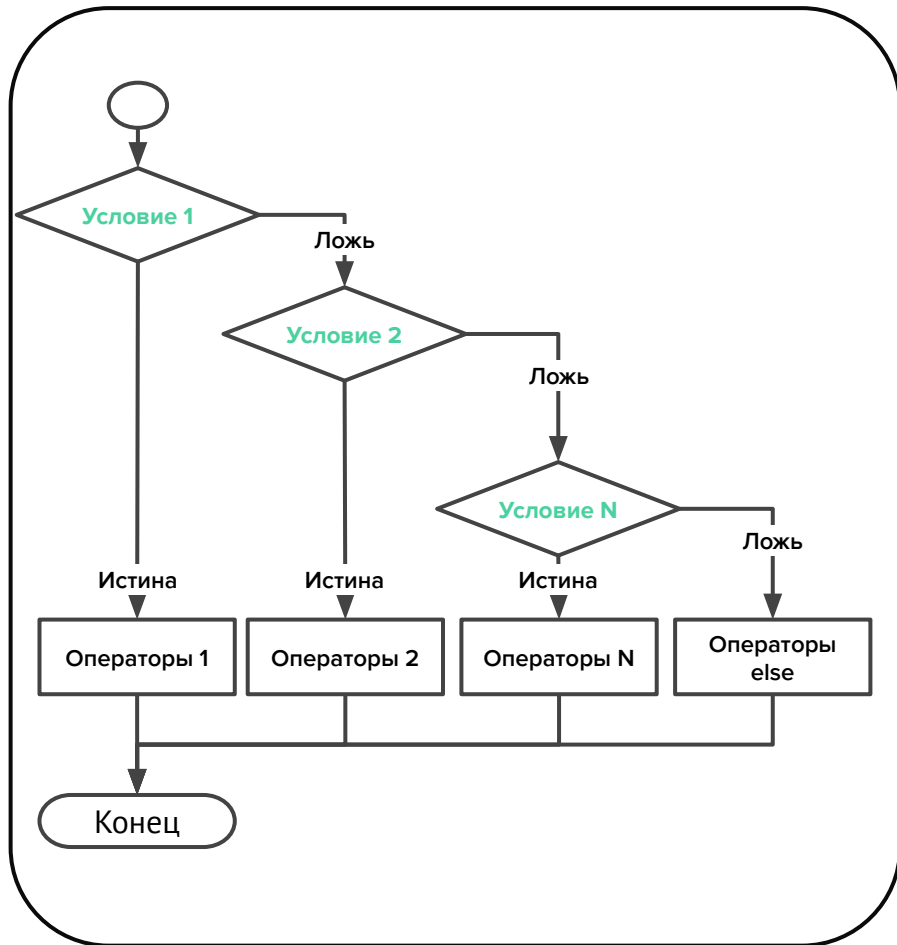 Условие 1
Ложь
Условие 2
Ложь
Условие N
Ложь
Истина
Истина
Истина
Операторы 1
Операторы 2
Операторы N
Операторы
else
Конец